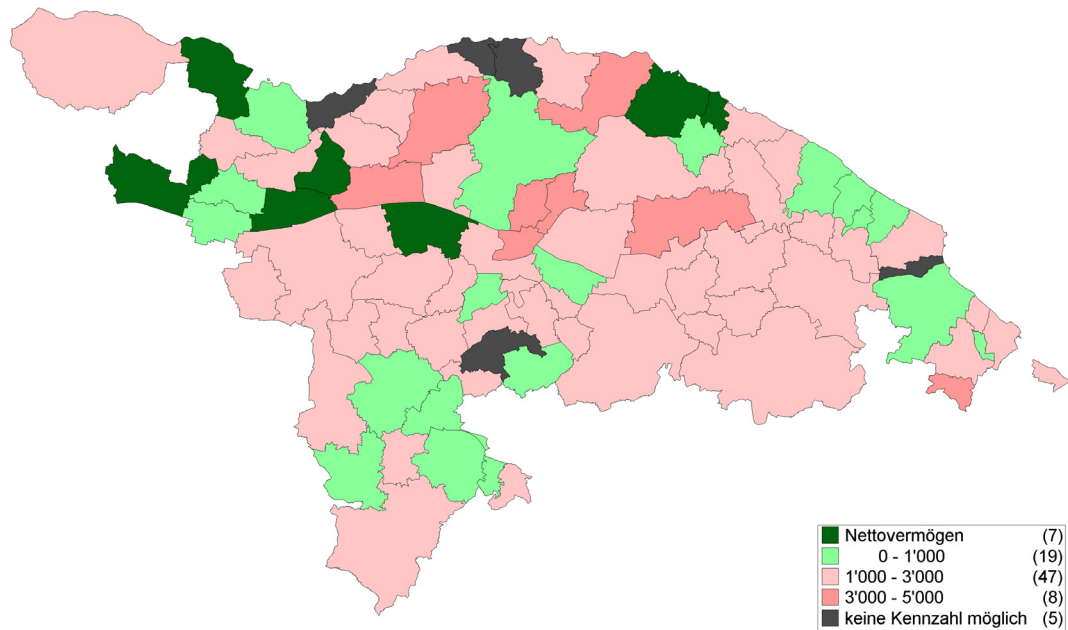 Nettovermögen (7)
0 - 1'000 (19)
1'000 - 3'000 (47)
3'000 - 5'000 (8)
keine Kennzahl möglich (5)